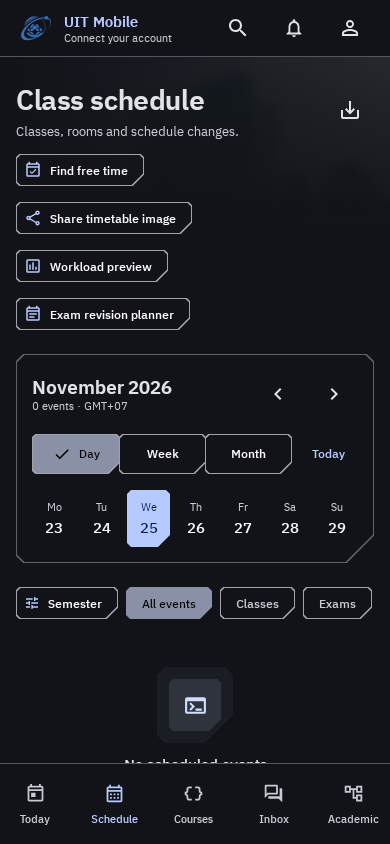 UIT Mobile
Connect your account
Class schedule
Classes, rooms and schedule changes.
Find free time
Share timetable image
Workload preview
Exam revision planner
November 2026
0 events · GMT+07
Day Week Month Today
Mo Tu We Th Fr Sa Su
23 24 25 26 27 28 29
Semester All events Classes Exams
No scheduled events
Today Schedule Courses Inbox Academic